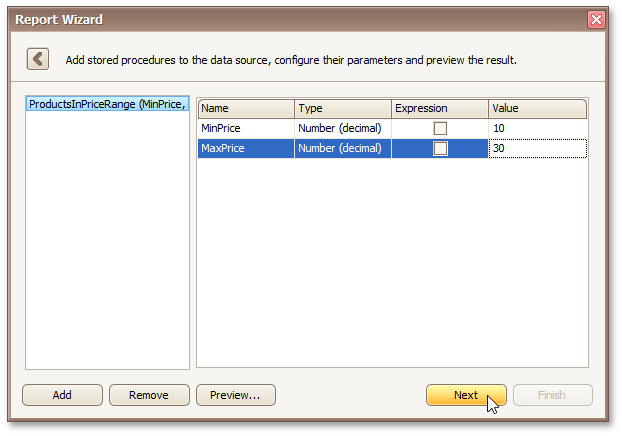 Report Wizard
Add stored procedures to the data source, configure their parameters and preview the result.
ProductsInPriceRange (MinPrice,
Name Type Expression Value
MinPrice Number (decimal) 10
MaxPrice Number (decimal) 30
Add Remove Preview... Next Finish